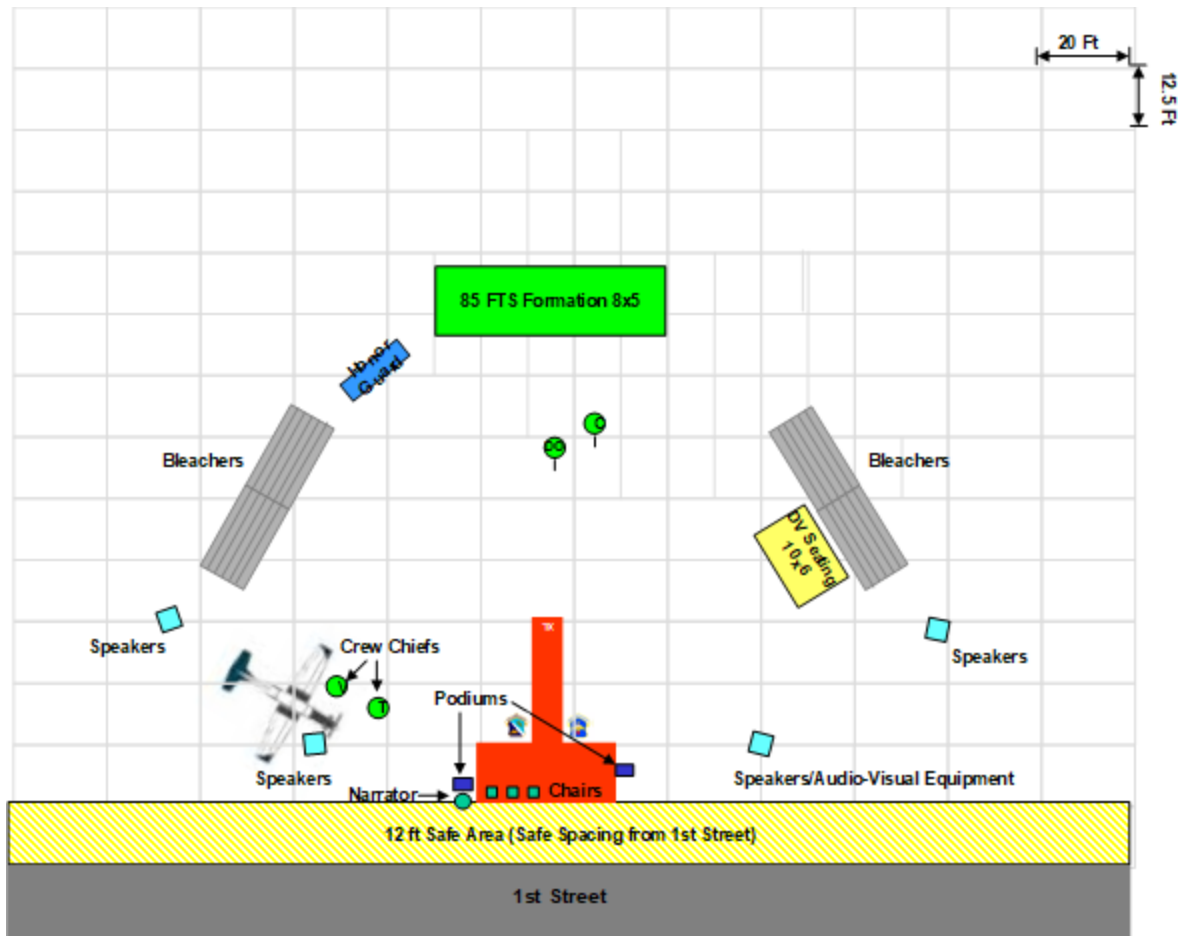 20 Ft
12.5 Ft
85 FTS Formation 8x5
Honor
Guard
Bleachers
Bleachers
DV Seating
10x6
Speakers
Crew Chiefs
Speakers
T
Podiums
Speakers
Speakers/Audio-Visual Equipment
Narrator
Chairs
12 ft Safe Area (Safe Spacing from 1st Street)
1st Street